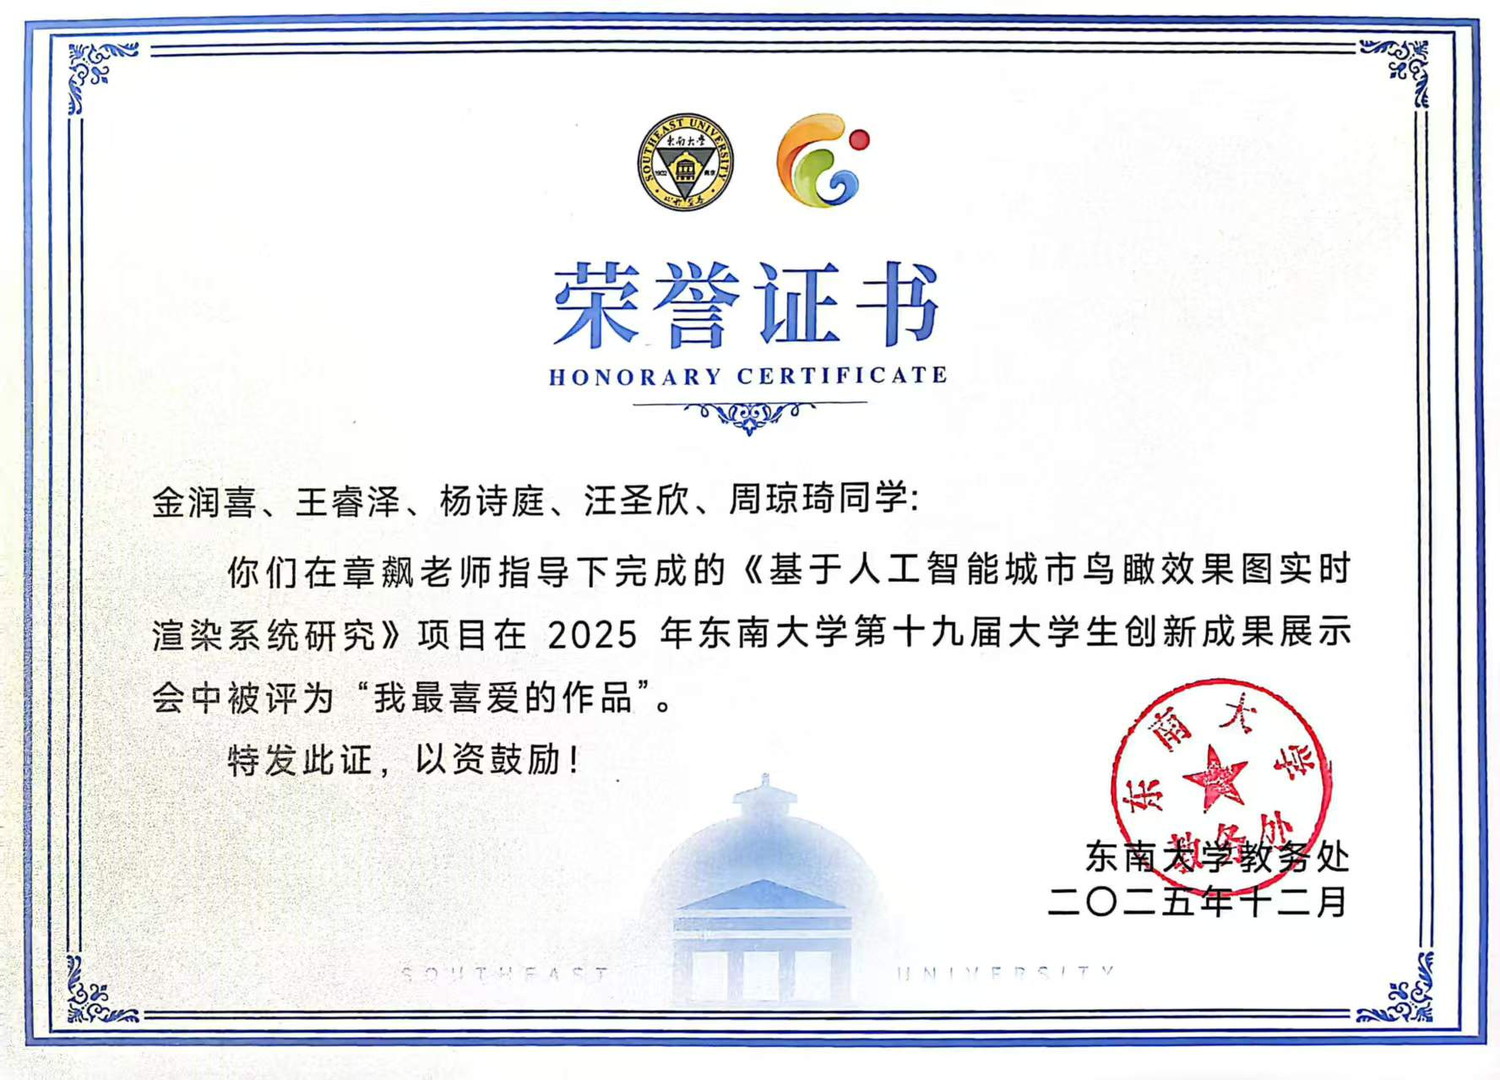 SOUTHEAST UNIVERSITY
东南大学
1902 南京
荣誉证书
HONORARY CERTIFICATE
金润喜、王睿泽、杨诗庭、汪圣欣、周琼琦同学:
你们在章飙老师指导下完成的《基于人工智能城市鸟瞰效果图实时
渲染系统研究》项目在 2025 年东南大学第十九届大学生创新成果展示
会中被评为“我最喜爱的作品”。
特发此证，以资鼓励！
东南大学
教务处
东南大学教务处
二〇二五年十二月
SOUTHEAST UNIVERSITY